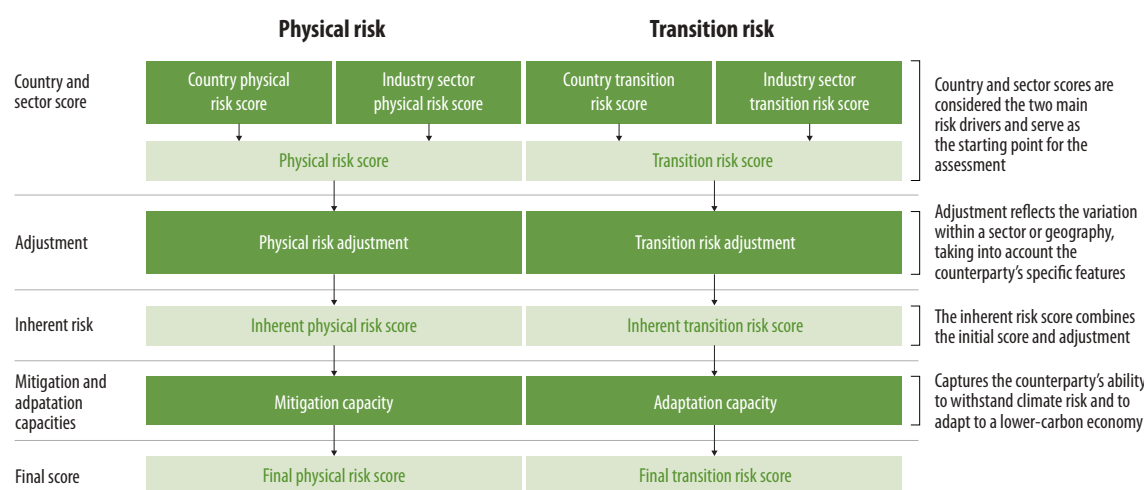 Physical risk
Transition risk
Country and
sector score
Country physical
risk score
Industry sector
physical risk score
Country transition
risk score
Industry sector
transition risk score
Physical risk score
Transition risk score
Country and sector scores are
considered the two main
risk drivers and serve as
the starting point for the
assessment
Adjustment
Physical risk adjustment
Transition risk adjustment
Adjustment reflects the variation
within a sector or geography,
taking into account the
counterparty's specific features
Inherent risk
Inherent physical risk score
Inherent transition risk score
The inherent risk score combines
the initial score and adjustment
Mitigation and
adpatation
capacities
Mitigation capacity
Adaptation capacity
Captures the counterparty's ability
to withstand climate risk and to
adapt to a lower-carbon economy
Final score
Final physical risk score
Final transition risk score